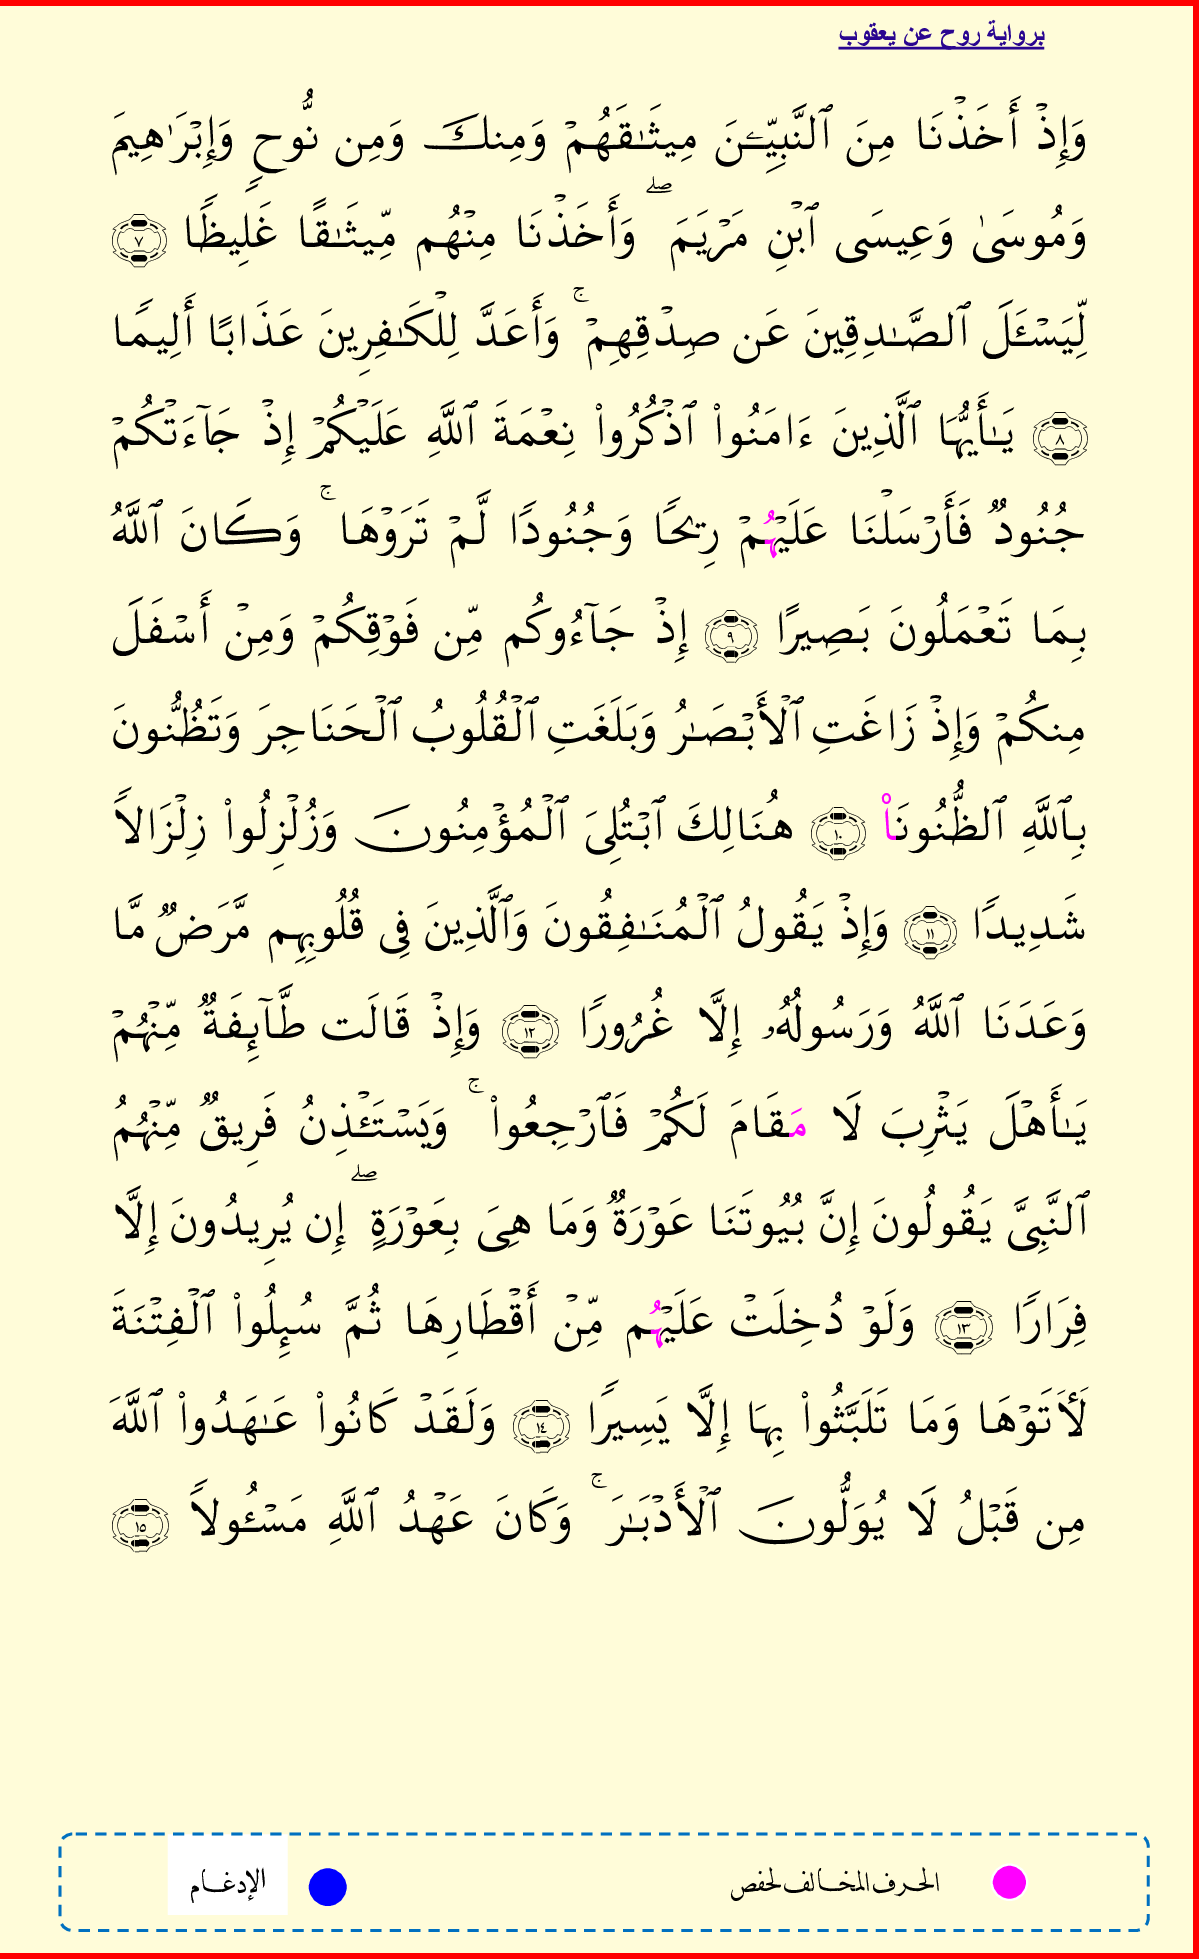 برواية روح عن يعقوب
وَإِذْ أَخَذْنَا مِنَ ٱلنَّبِيِّـۧنَ مِيثَـٰقَهُمْ وَمِنكَ وَمِن نُّوحٍ وَإِبْرَٰهِيمَ
وَمُوسَىٰ وَعِيسَى ٱبْنِ مَرْيَمَ ۖ وَأَخَذْنَا مِنْهُم مِّيثَـٰقًا غَلِيظًا ٧
لِّيَسْـَٔلَ ٱلصَّـٰدِقِينَ عَن صِدْقِهِمْ ۚ وَأَعَدَّ لِلْكَـٰفِرِينَ عَذَابًا أَلِيمًا
٨ يَـٰٓأَيُّهَا ٱلَّذِينَ ءَامَنُوا۟ ٱذْكُرُوا۟ نِعْمَةَ ٱللَّهِ عَلَيْكُمْ إِذْ جَآءَتْكُمْ
جُنُودٌ فَأَرْسَلْنَا عَلَيْهُمْ رِيحًا وَجُنُودًا لَّمْ تَرَوْهَا ۚ وَكَانَ ٱللَّهُ
بِمَا تَعْمَلُونَ بَصِيرًا ٩ إِذْ جَآءُوكُم مِّن فَوْقِكُمْ وَمِنْ أَسْفَلَ
مِنكُمْ وَإِذْ زَاغَتِ ٱلْأَبْصَـٰرُ وَبَلَغَتِ ٱلْقُلُوبُ ٱلْحَنَاجِرَ وَتَظُنُّونَ
بِٱللَّهِ ٱلظُّنُونَا۟ ١٠ هُنَالِكَ ٱبْتُلِىَ ٱلْمُؤْمِنُونَ وَزُلْزِلُوا۟ زِلْزَالًا
شَدِيدًا ١١ وَإِذْ يَقُولُ ٱلْمُنَـٰفِقُونَ وَٱلَّذِينَ فِى قُلُوبِهِم مَّرَضٌ مَّا
وَعَدَنَا ٱللَّهُ وَرَسُولُهُۥ إِلَّا غُرُورًا ١٢ وَإِذْ قَالَت طَّآئِفَةٌ مِّنْهُمْ
يَـٰٓأَهْلَ يَثْرِبَ لَا مَقَامَ لَكُمْ فَٱرْجِعُوا۟ ۚ وَيَسْتَـْٔذِنُ فَرِيقٌ مِّنْهُمُ
ٱلنَّبِىَّ يَقُولُونَ إِنَّ بُيُوتَنَا عَوْرَةٌ وَمَا هِىَ بِعَوْرَةٍ ۖ إِن يُرِيدُونَ إِلَّا
فِرَارًا ١٣ وَلَوْ دُخِلَتْ عَلَيْهُم مِّنْ أَقْطَارِهَا ثُمَّ سُئِلُوا۟ ٱلْفِتْنَةَ
لَـَٔاتَوْهَا وَمَا تَلَبَّثُوا۟ بِهَا إِلَّا يَسِيرًا ١٤ وَلَقَدْ كَانُوا۟ عَـٰهَدُوا۟ ٱللَّهَ
مِن قَبْلُ لَا يُوَلُّونَ ٱلْأَدْبَـٰرَ ۚ وَكَانَ عَهْدُ ٱللَّهِ مَسْـُٔولًا ١٥
الحرف المخالف لحفص
الإدغـام